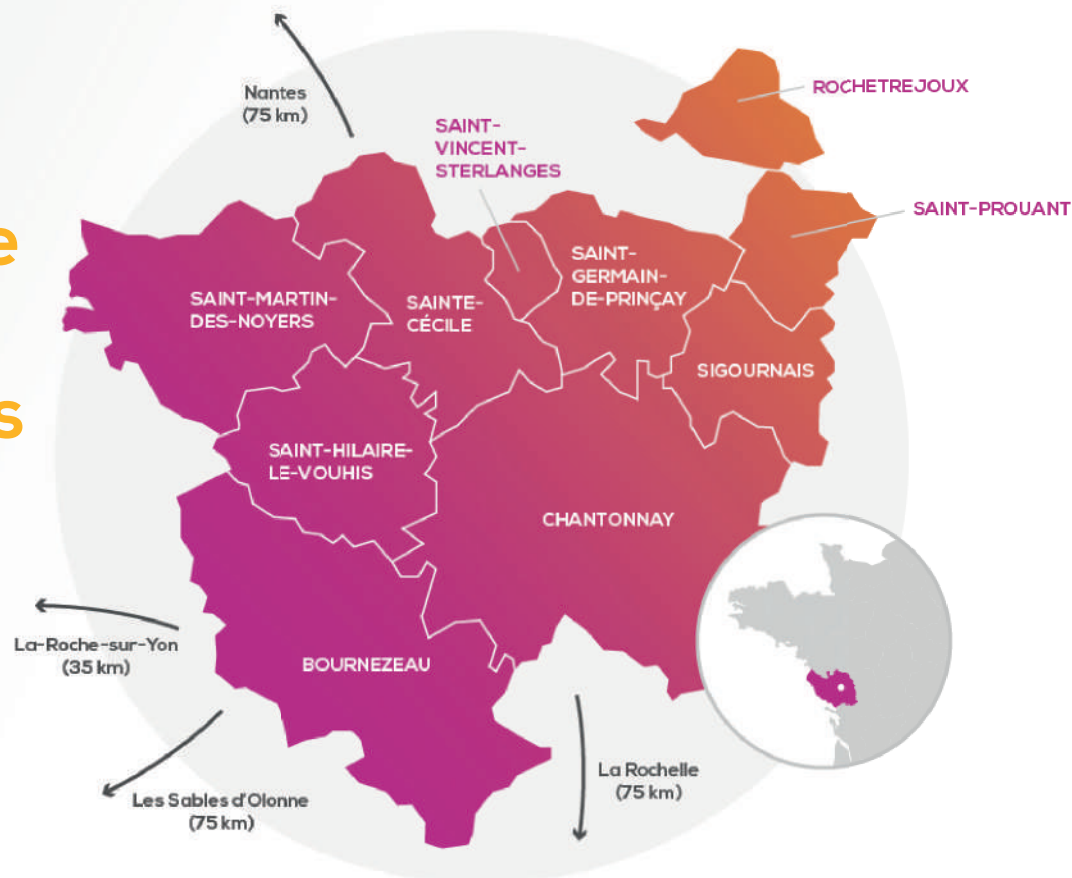 Nantes
(75 km)
SAINT-
VINCENT-
STERLANGES
ROCHETREJOUX
SAINT-PROUANT
e
s
SAINT-MARTIN-
DES-NOYERS
SAINTE-
CÉCILE
SAINT-
GERMAIN-
DE-PRINÇAY
SIGOURNAIS
SAINT-HILAIRE-
LE-VOUHIS
CHANTONNAY
BOURNEZEAU
La-Roche-sur-Yon
(35 km)
Les Sables d'Olonne
(75 km)
La Rochelle
(75 km)